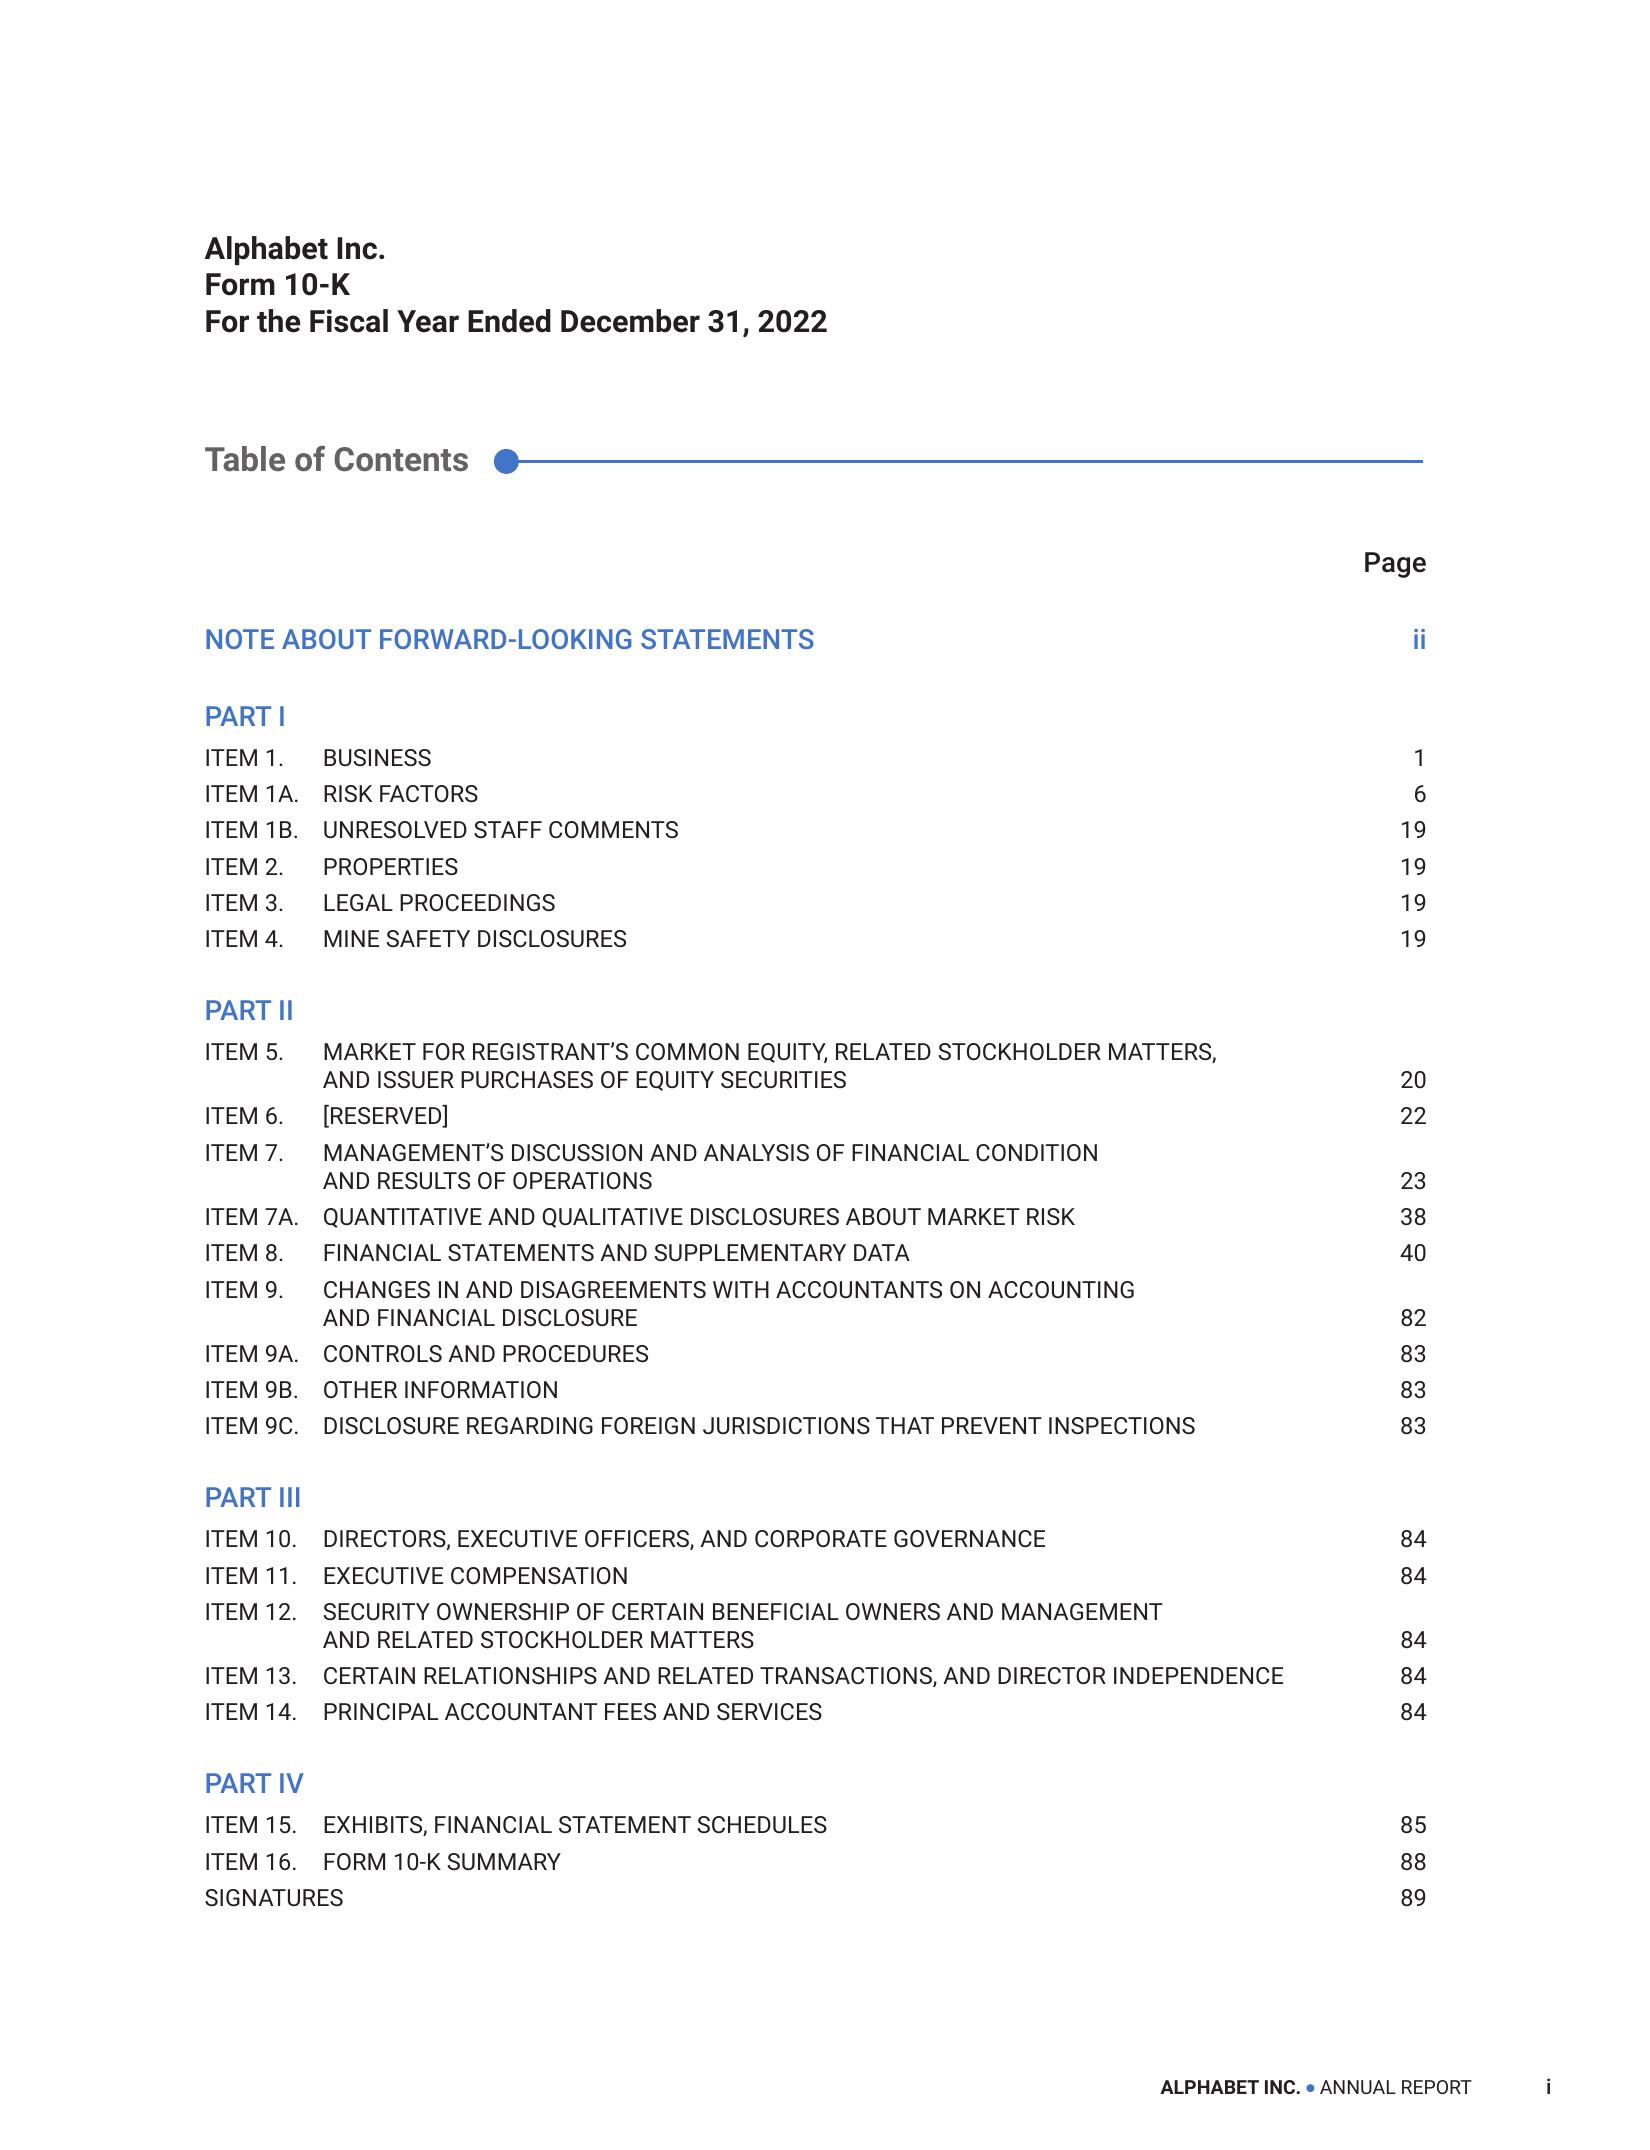 Alphabet Inc.
Form 10-K
For the Fiscal Year Ended December 31, 2022
Table of Contents
Page
NOTE ABOUT FORWARD-LOOKING STATEMENTS ii
PART I
ITEM 1. BUSINESS 1
ITEM 1A. RISK FACTORS 6
ITEM 1B. UNRESOLVED STAFF COMMENTS 19
ITEM 2. PROPERTIES 19
ITEM 3. LEGAL PROCEEDINGS 19
ITEM 4. MINE SAFETY DISCLOSURES 19
PART II
ITEM 5. MARKET FOR REGISTRANT’S COMMON EQUITY, RELATED STOCKHOLDER MATTERS,
AND ISSUER PURCHASES OF EQUITY SECURITIES 20
ITEM 6. [RESERVED] 22
ITEM 7. MANAGEMENT’S DISCUSSION AND ANALYSIS OF FINANCIAL CONDITION
AND RESULTS OF OPERATIONS 23
ITEM 7A. QUANTITATIVE AND QUALITATIVE DISCLOSURES ABOUT MARKET RISK 38
ITEM 8. FINANCIAL STATEMENTS AND SUPPLEMENTARY DATA 40
ITEM 9. CHANGES IN AND DISAGREEMENTS WITH ACCOUNTANTS ON ACCOUNTING
AND FINANCIAL DISCLOSURE 82
ITEM 9A. CONTROLS AND PROCEDURES 83
ITEM 9B. OTHER INFORMATION 83
ITEM 9C. DISCLOSURE REGARDING FOREIGN JURISDICTIONS THAT PREVENT INSPECTIONS 83
PART III
ITEM 10. DIRECTORS, EXECUTIVE OFFICERS, AND CORPORATE GOVERNANCE 84
ITEM 11. EXECUTIVE COMPENSATION 84
ITEM 12. SECURITY OWNERSHIP OF CERTAIN BENEFICIAL OWNERS AND MANAGEMENT
AND RELATED STOCKHOLDER MATTERS 84
ITEM 13. CERTAIN RELATIONSHIPS AND RELATED TRANSACTIONS, AND DIRECTOR INDEPENDENCE 84
ITEM 14. PRINCIPAL ACCOUNTANT FEES AND SERVICES 84
PART IV
ITEM 15. EXHIBITS, FINANCIAL STATEMENT SCHEDULES 85
ITEM 16. FORM 10-K SUMMARY 88
SIGNATURES 89
ALPHABET INC. • ANNUAL REPORT i